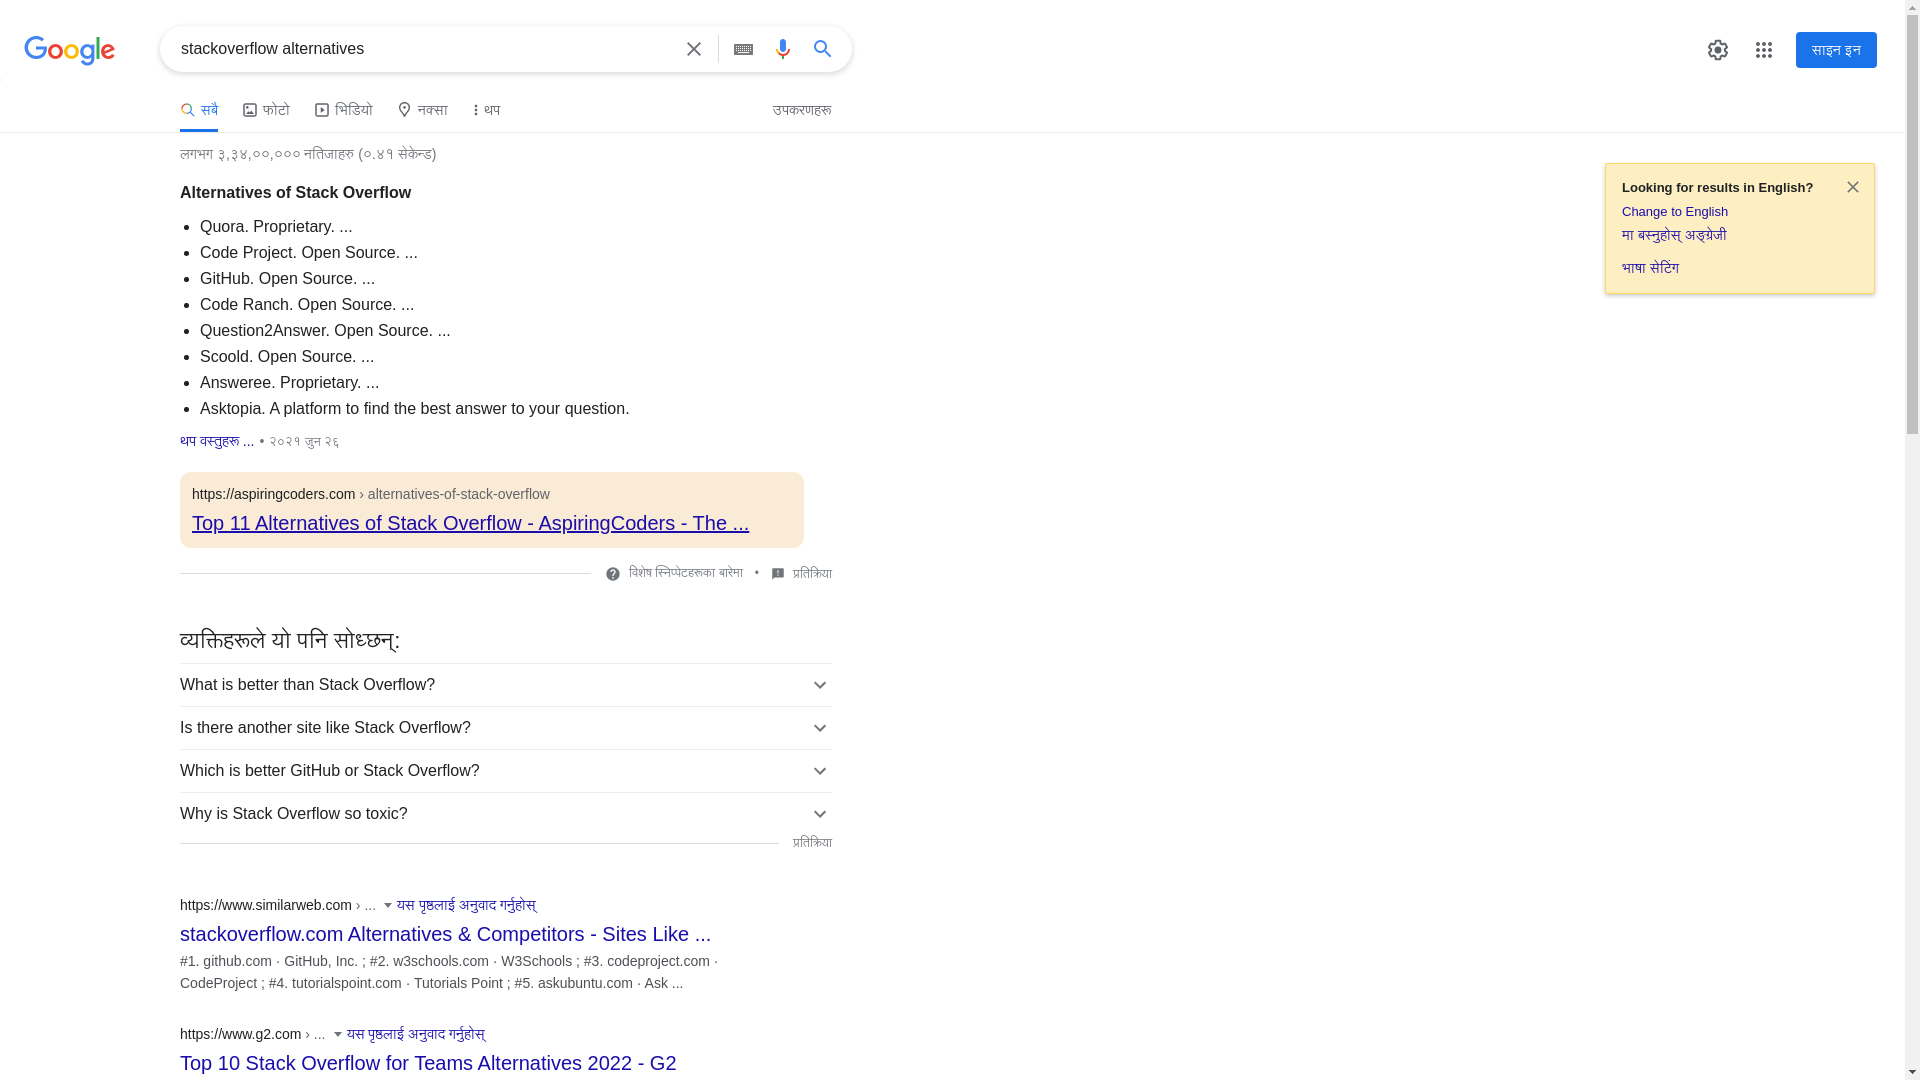 Google
stackoverflow alternatives
साइन इन
सबै
फोटो
भिडियो
नक्सा
थप
उपकरणहरू
लगभग ३,३४,००,००० नतिजाहरु (०.४१ सेकेन्ड)
Looking for results in English?
Change to English
मा बस्नुहोस् अङ्ग्रेजी
भाषा सेटिंग
Alternatives of Stack Overflow
Quora. Proprietary. ...
Code Project. Open Source. ...
GitHub. Open Source. ...
Code Ranch. Open Source. ...
Question2Answer. Open Source. ...
Scoold. Open Source. ...
Answeree. Proprietary. ...
Asktopia. A platform to find the best answer to your question.
थप वस्तुहरू ... • २०२१ जुन २६
https://aspiringcoders.com › alternatives-of-stack-overflow
Top 11 Alternatives of Stack Overflow - AspiringCoders - The ...
विशेष स्निप्पेटहरूका बारेमा • प्रतिक्रिया
व्यक्तिहरूले यो पनि सोध्छन्:
What is better than Stack Overflow?
Is there another site like Stack Overflow?
Which is better GitHub or Stack Overflow?
Why is Stack Overflow so toxic?
प्रतिक्रिया
https://www.similarweb.com › ... यस पृष्ठलाई अनुवाद गर्नुहोस्
stackoverflow.com Alternatives & Competitors - Sites Like ...
#1. github.com · GitHub, Inc. ; #2. w3schools.com · W3Schools ; #3. codeproject.com ·
CodeProject ; #4. tutorialspoint.com · Tutorials Point ; #5. askubuntu.com · Ask ...
https://www.g2.com › ... यस पृष्ठलाई अनुवाद गर्नुहोस्
Top 10 Stack Overflow for Teams Alternatives 2022 - G2